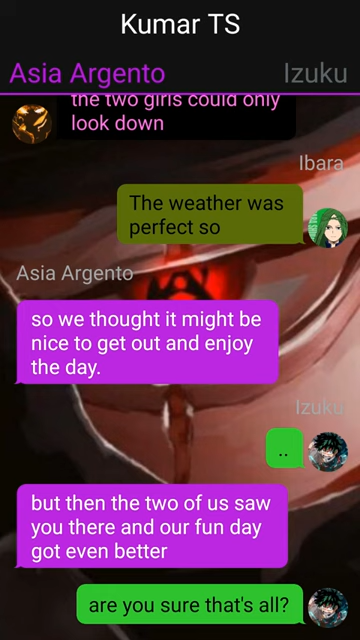 Kumar TS
Asia Argento
Izuku
the two girls could only
look down
Ibara
The weather was
perfect so
Asia Argento
so we thought it might be
nice to get out and enjoy
the day.
Izuku
..
but then the two of us saw
you there and our fun day
got even better
are you sure that's all?